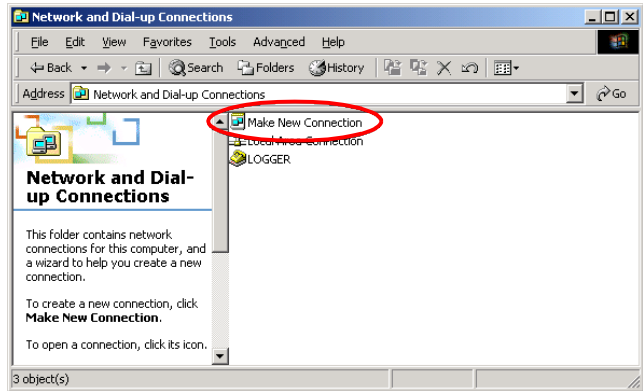 Network and Dial-up Connections
File Edit View Favorites Tools Advanced Help
Back Search Folders History
Address Network and Dial-up Connections Go
Make New Connection
Local Area Connection
LOGGER
Network and Dial-
up Connections
This folder contains network
connections for this computer, and
a wizard to help you create a new
connection.
To create a new connection, click
Make New Connection.
To open a connection, click its icon.
3 object(s)